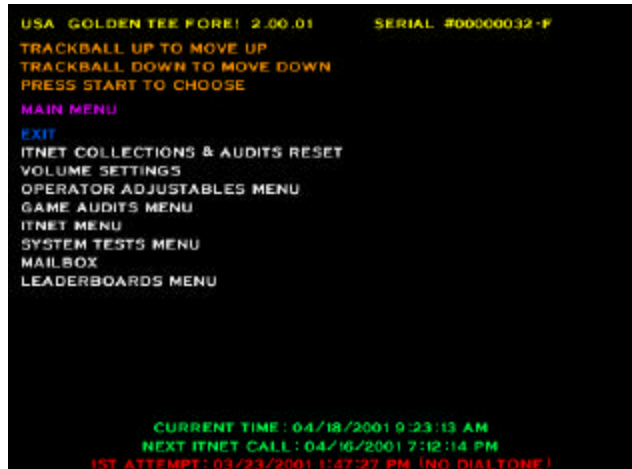 USA GOLDEN TEE FORE! 2.00.01 SERIAL #00000032-F
TRACKBALL UP TO MOVE UP
TRACKBALL DOWN TO MOVE DOWN
PRESS START TO CHOOSE
MAIN MENU
EXIT
ITNET COLLECTIONS & AUDITS RESET
VOLUME SETTINGS
OPERATOR ADJUSTABLES MENU
GAME AUDITS MENU
ITNET MENU
SYSTEM TESTS MENU
MAILBOX
LEADERBOARDS MENU
CURRENT TIME: 04/18/2001 9:23:13 AM
NEXT ITNET CALL: 04/16/2001 7:12:14 PM
1ST ATTEMPT: 03/23/2001 1:47:27 PM [NO DIALTONE]